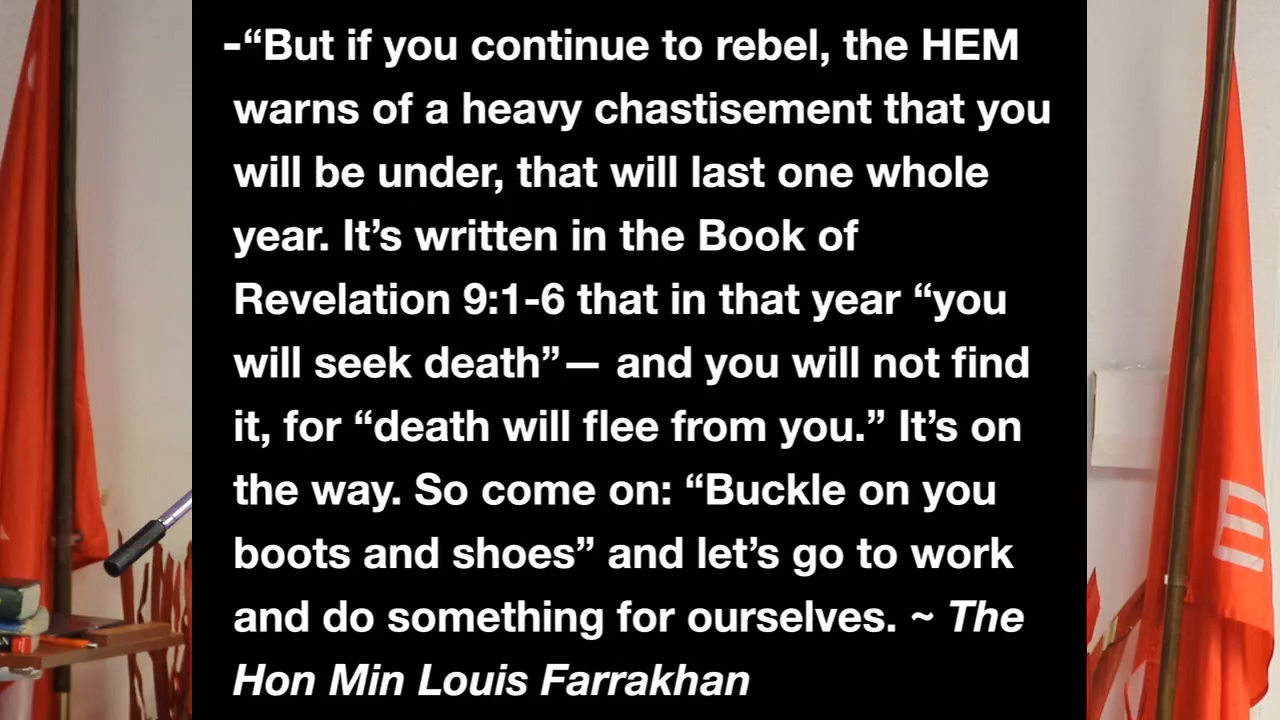 -“But if you continue to rebel, the HEM
warns of a heavy chastisement that you
will be under, that will last one whole
year. It’s written in the Book of
Revelation 9:1-6 that in that year “you
will seek death”— and you will not find
it, for “death will flee from you.” It’s on
the way. So come on: “Buckle on you
boots and shoes” and let’s go to work
and do something for ourselves. ~ The
Hon Min Louis Farrakhan